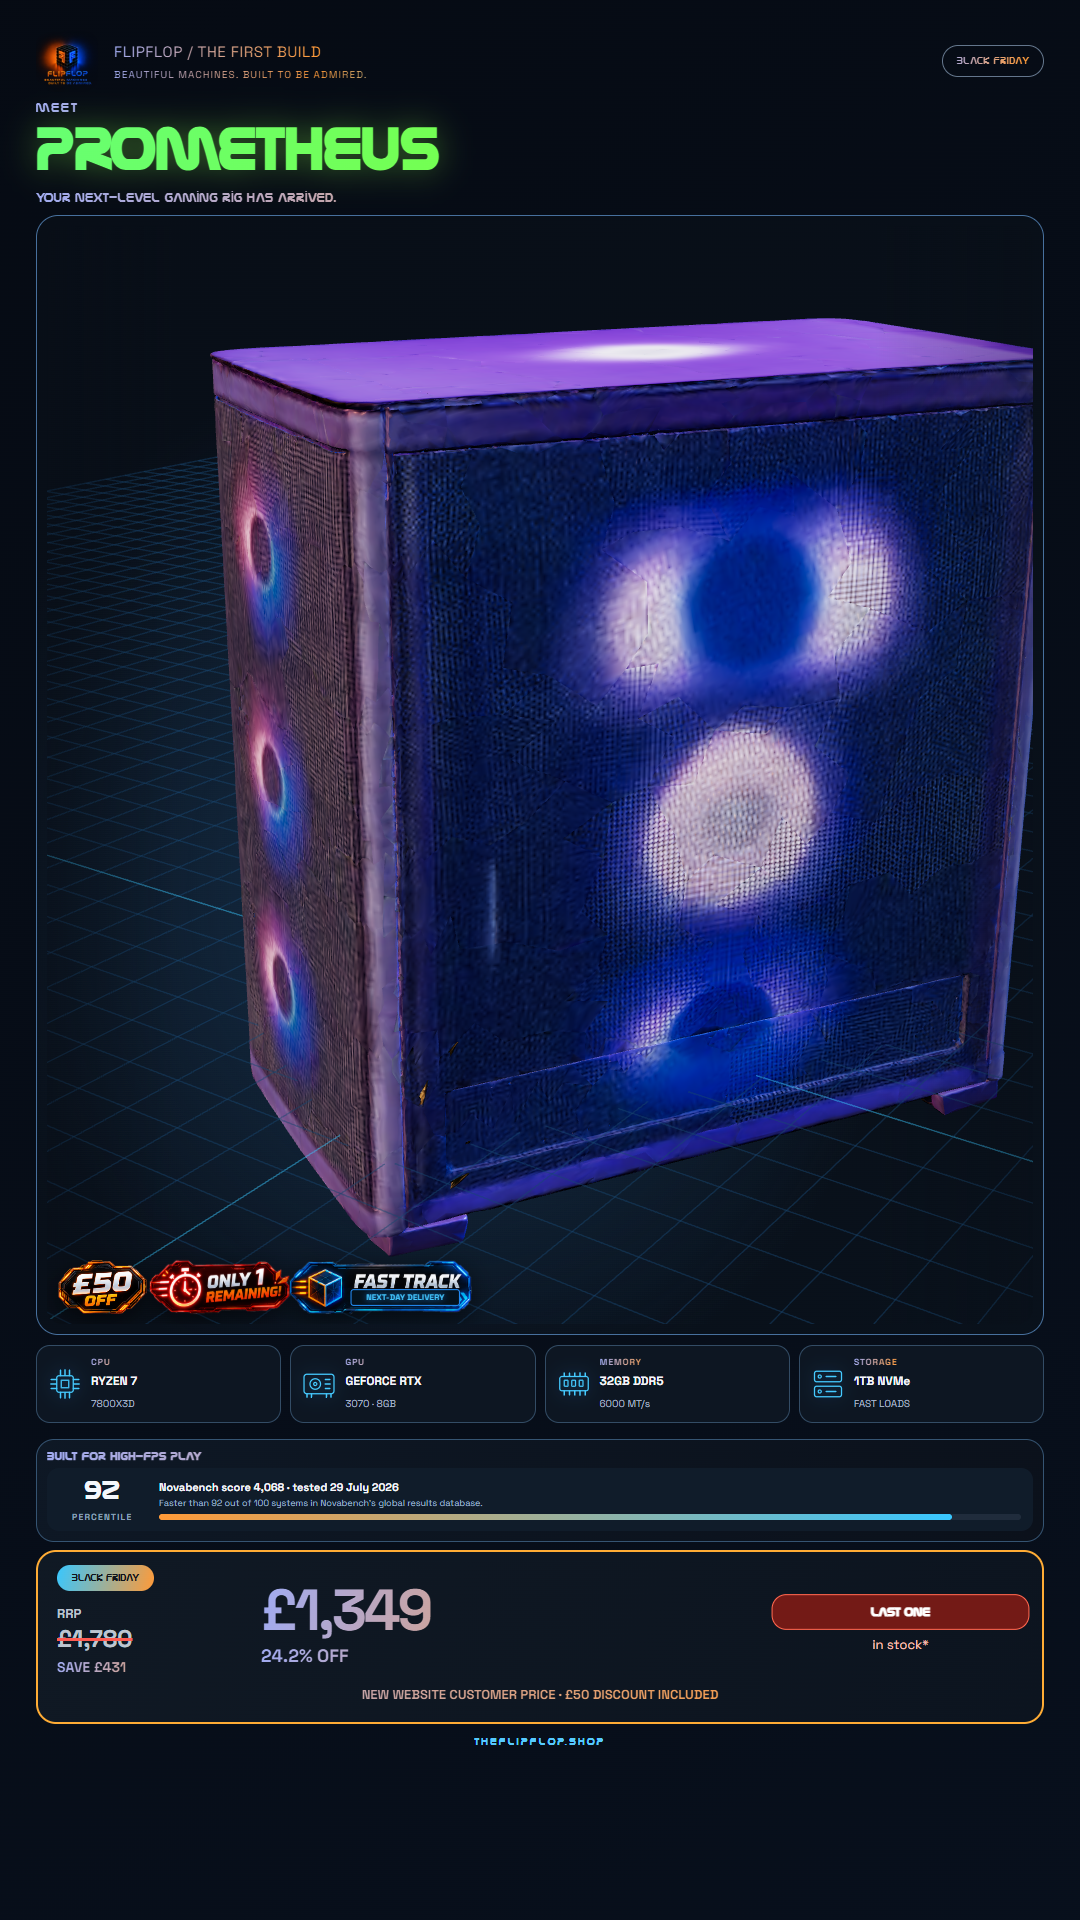 FLIPFLOP
FLIPFLOP / THE FIRST BUILD
BEAUTIFUL MACHINES. BUILT TO BE ADMIRED.
BLACK FRIDAY
MEET
PROMETHEUS
YOUR NEXT-LEVEL GAMING RIG HAS ARRIVED.
£50
OFF
ONLY 1
REMAINING!
FAST TRACK
NEXT-DAY DELIVERY
CPU
RYZEN 7
7800X3D
GPU
GEFORCE RTX
3070 · 8GB
MEMORY
32GB DDR5
6000 MT/s
STORAGE
1TB NVMe
FAST LOADS
BUILT FOR HIGH-FPS PLAY
92
PERCENTILE
Novabench score 4,068 · tested 29 July 2026
Faster than 92 out of 100 systems in Novabench's global results database.
BLACK FRIDAY
RRP
£1,780
SAVE £431
£1,349
24.2% OFF
LAST ONE
in stock*
NEW WEBSITE CUSTOMER PRICE · £50 DISCOUNT INCLUDED
THEFLIPFLOP.SHOP